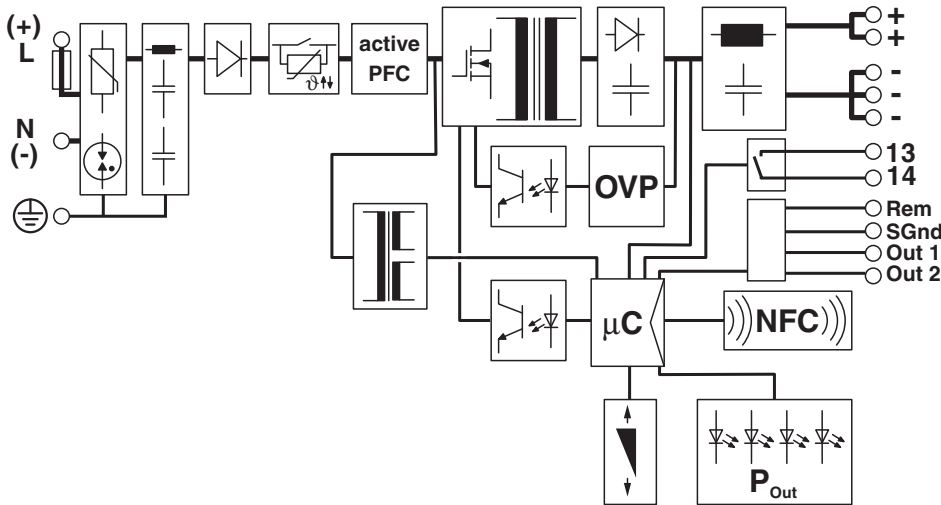 (+)
L
N
(-)
ϑ
active
PFC
OVP
+
+
-
-
-
13
14
Rem
SGnd
Out 1
Out 2
μC
NFC
P Out